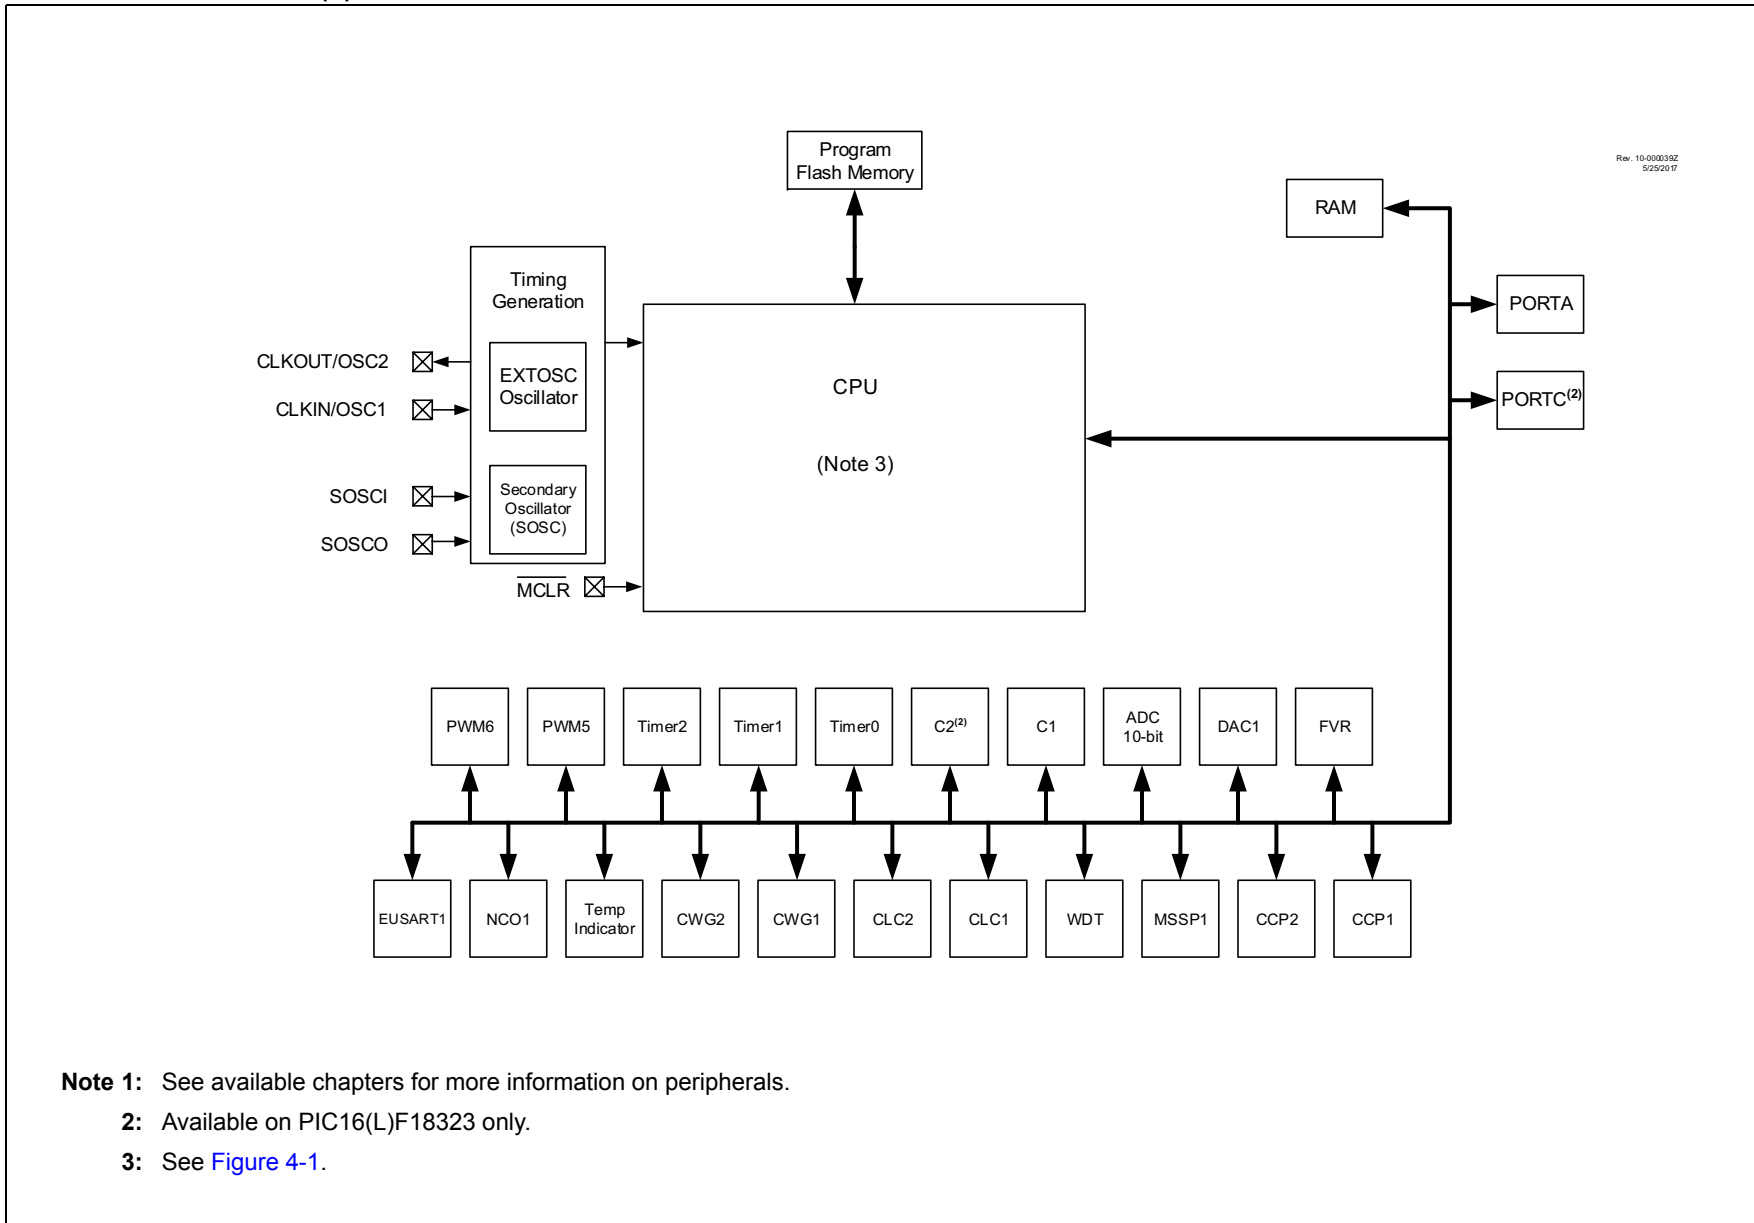 Program
Flash Memory
Rev. 10-000039Z
5/25/2017
RAM
Timing
Generation
PORTA
CLKOUT/OSC2
EXTOSC
Oscillator
CPU
PORTC(2)
CLKIN/OSC1
(Note 3)
SOSCI
Secondary
Oscillator
(SOSC)
SOSCO
MCLR
PWM6
PWM5
Timer2
Timer1
Timer0
C2(2)
C1
ADC
10-bit
DAC1
FVR
EUSART1
NCO1
Temp
Indicator
CWG2
CWG1
CLC2
CLC1
WDT
MSSP1
CCP2
CCP1
Note 1: See available chapters for more information on peripherals.
2: Available on PIC16(L)F18323 only.
3: See Figure 4-1.